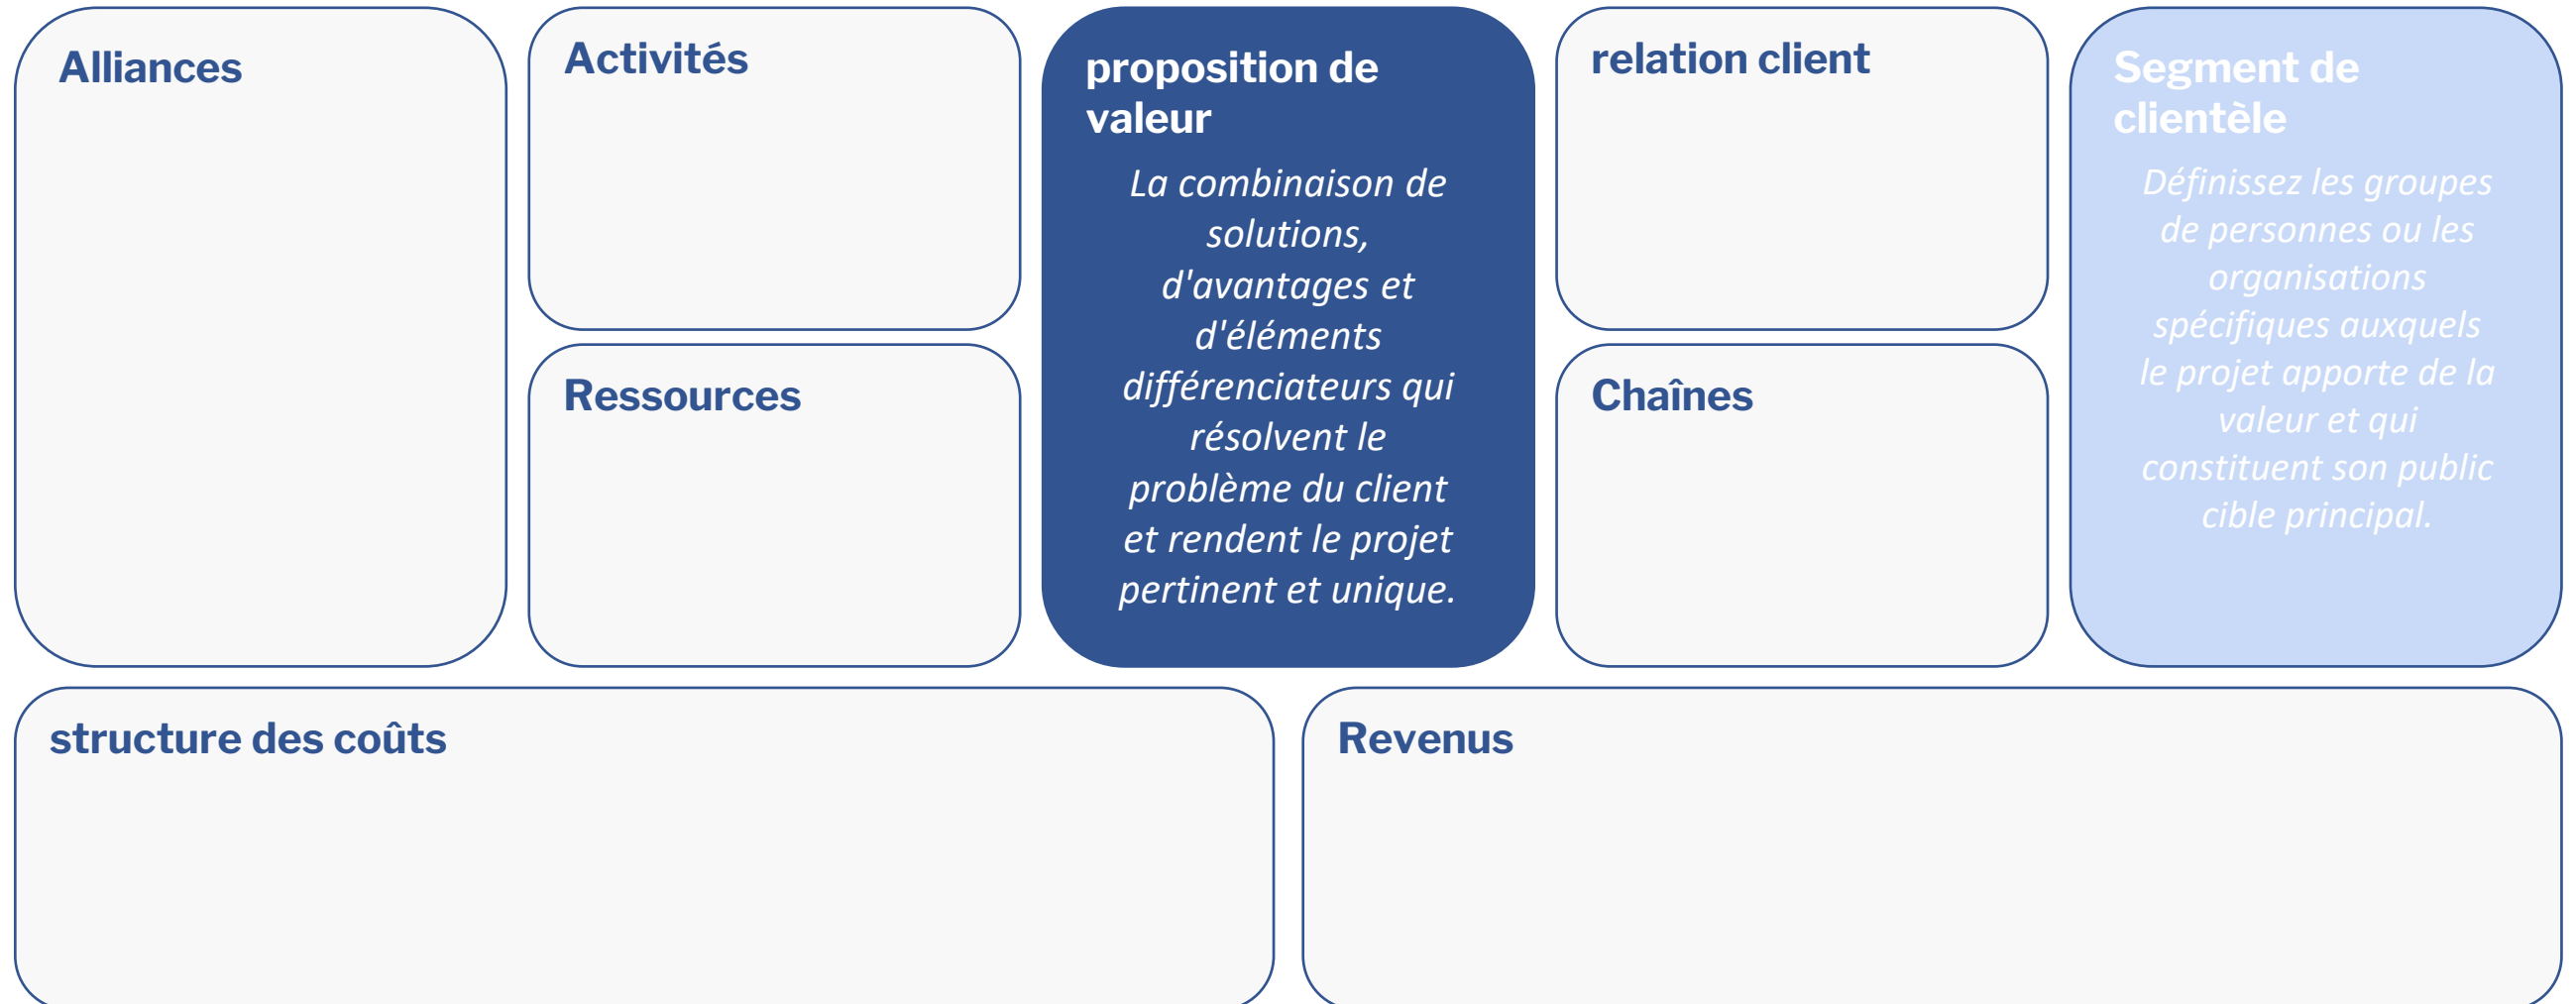 Alliances
Activités
Ressources
proposition de
valeur
La combinaison de
solutions,
d'avantages et
d'éléments
différenciateurs qui
résolvent le
problème du client
et rendent le projet
pertinent et unique.
relation client
Chaînes
Segment de
clientèle
Définissez les groupes
de personnes ou les
organisations
spécifiques auxquels
le projet apporte de la
valeur et qui
constituent son public
cible principal.
structure des coûts
Revenus